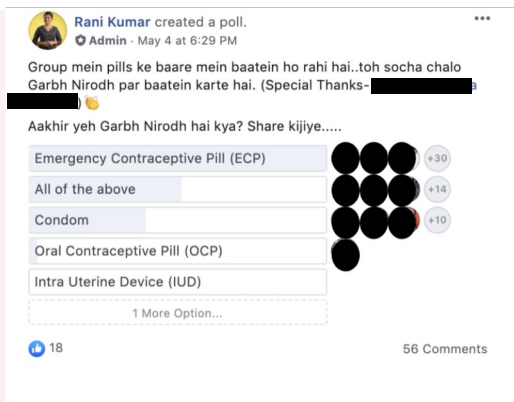 Rani Kumar created a poll.
Admin · May 4 at 6:29 PM
Group mein pills ke baare mein baatein ho rahi hai..toh socha chalo
Garbh Nirodh par baatein karte hai. (Special Thanks- a
) 👏
Aakhir yeh Garbh Nirodh hai kya? Share kijiye.....
Emergency Contraceptive Pill (ECP) +30
All of the above +14
Condom +10
Oral Contraceptive Pill (OCP)
Intra Uterine Device (IUD)
1 More Option...
18 56 Comments